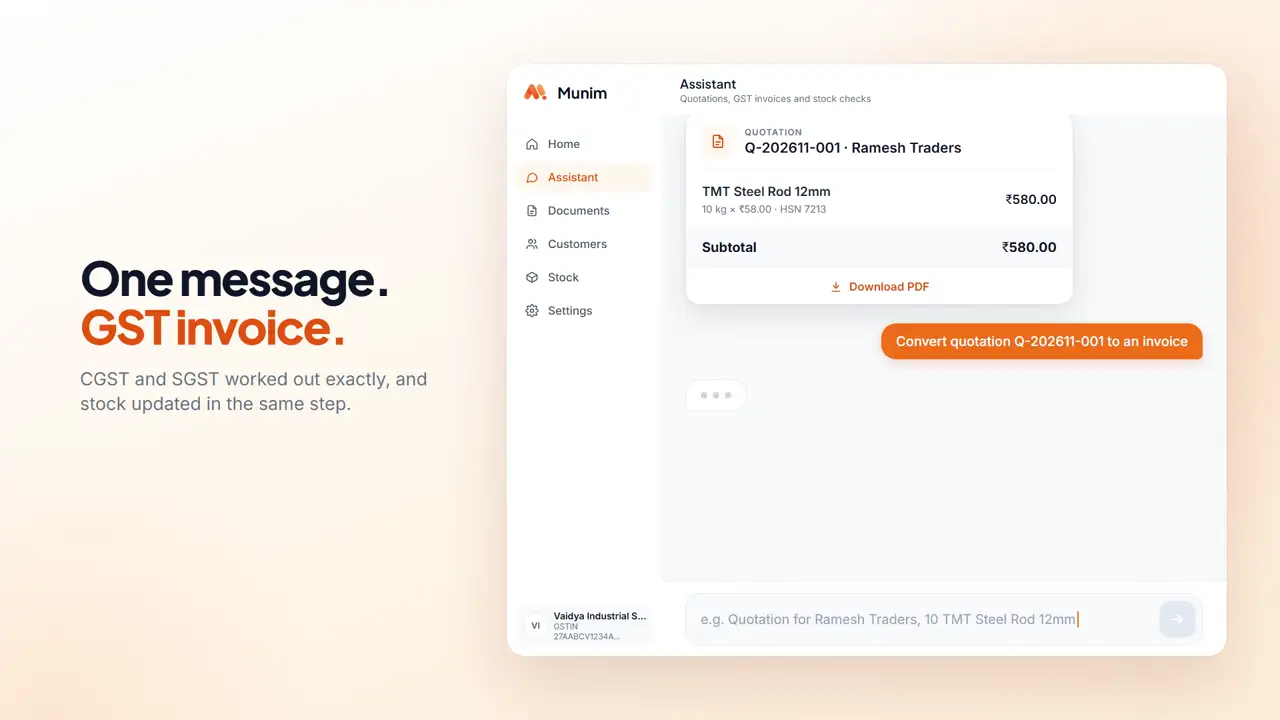 One message.
GST invoice.
CGST and SGST worked out exactly, and
stock updated in the same step.
Munim
Home
Assistant
Documents
Customers
Stock
Settings
VI
Vaidya Industrial S...
GSTIN
27AABCV1234A...
Assistant
Quotations, GST invoices and stock checks
QUOTATION
Q-202611-001 · Ramesh Traders
TMT Steel Rod 12mm
10 kg × ₹58.00 · HSN 7213
₹580.00
Subtotal
₹580.00
Download PDF
Convert quotation Q-202611-001 to an invoice
e.g. Quotation for Ramesh Traders, 10 TMT Steel Rod 12mm